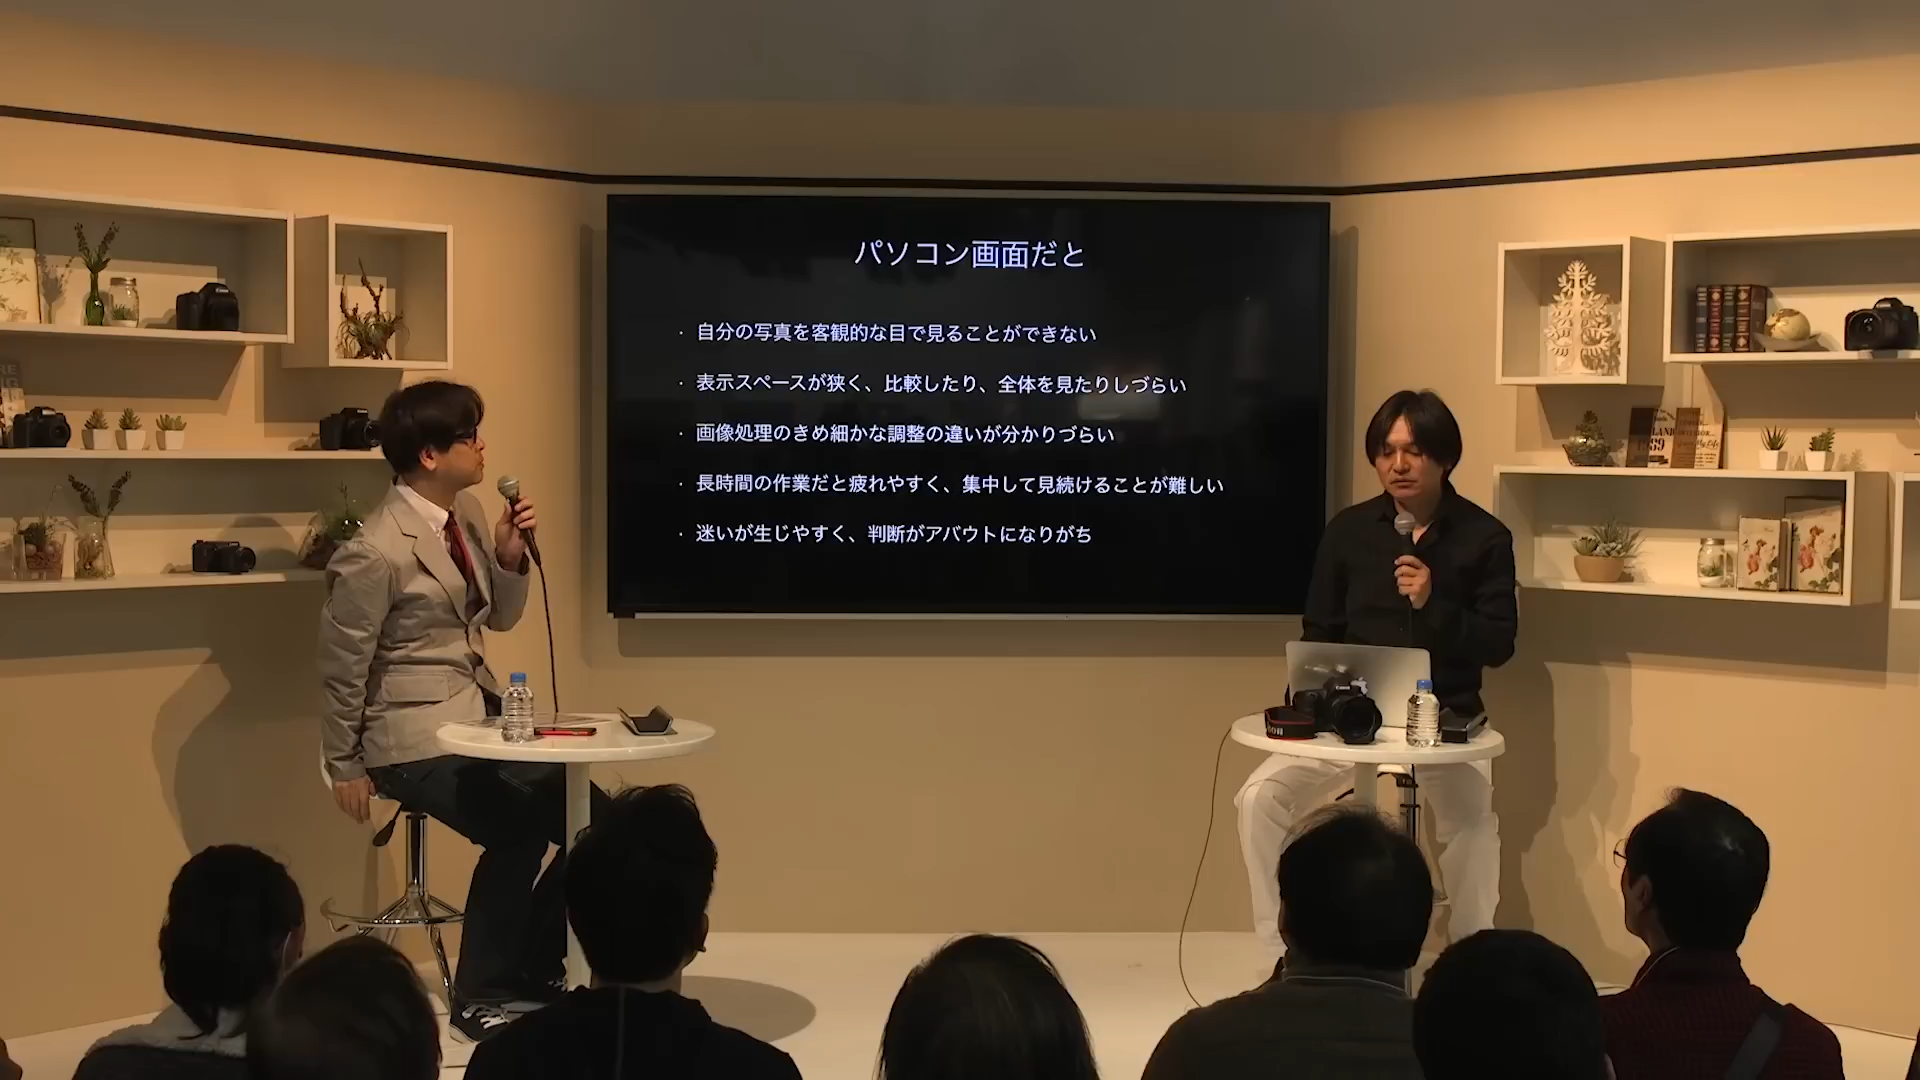 パソコン画面だと
・ 自分の写真を客観的な目で見ることができない
・ 表示スペースが狭く、比較したり、全体を見たりしづらい
・ 画像処理のきめ細かな調整の違いが分かりづらい
・ 長時間の作業だと疲れやすく、集中して見続けることが難しい
・ 迷いが生じやすく、判断がアバウトになりがち
Canon